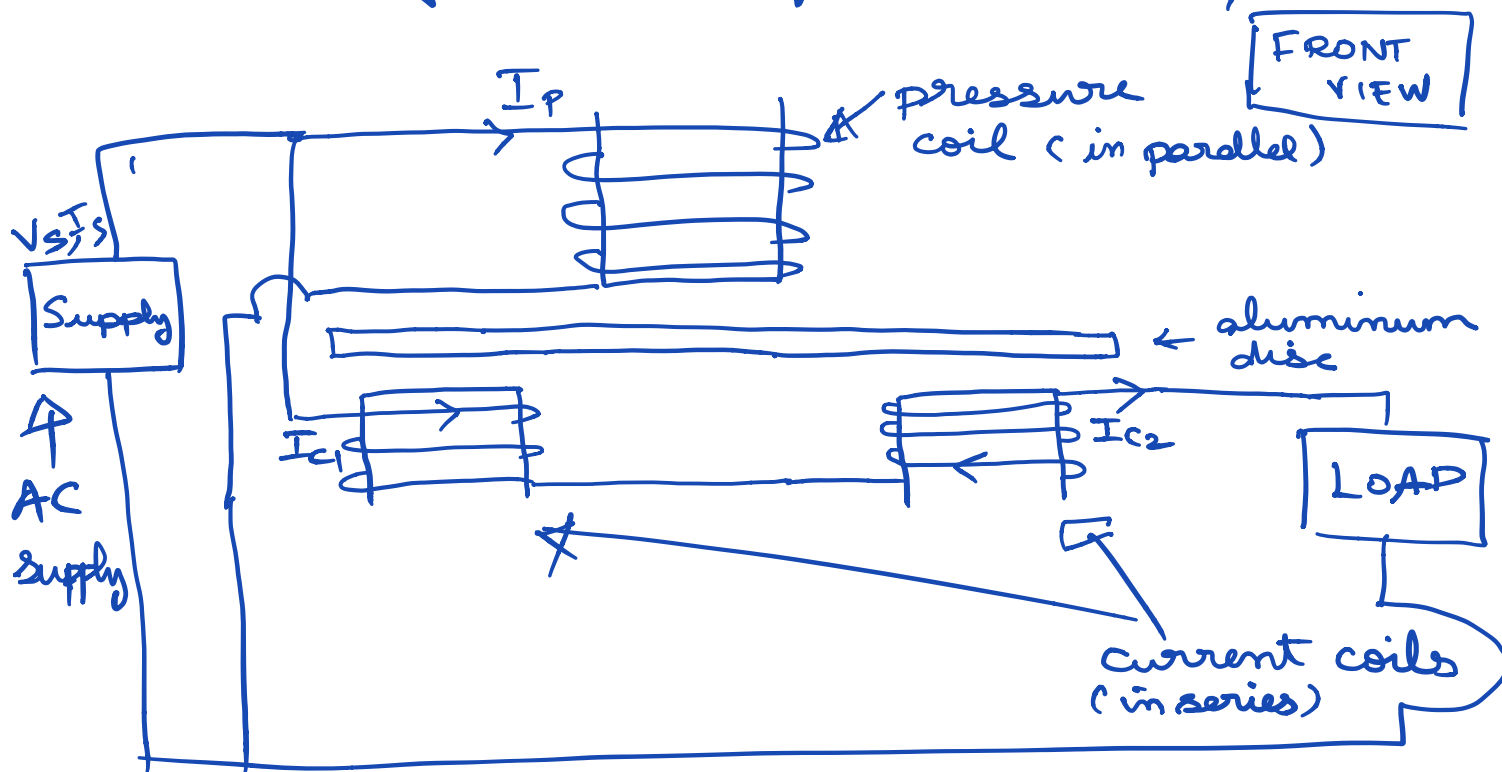 FRONT
VIEW
Ip
pressure
coil (in parallel)
Vs, Is
Supply
aluminium
disc
Ic1
Ic2
LOAD
AC
supply
current coils
(in series)